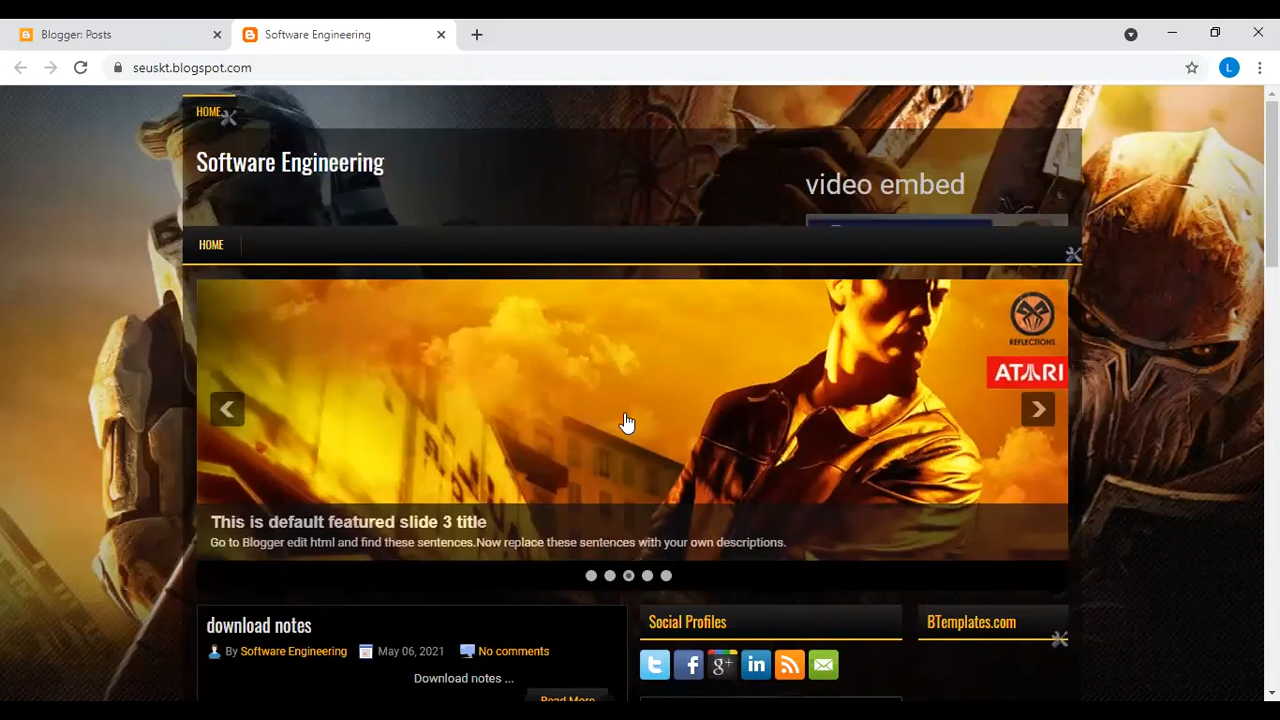 Blogger: Posts
Software Engineering
seuskt.blogspot.com
L
HOME
Software Engineering
video embed
HOME
REFLECTIONS
ATARI
This is default featured slide 3 title
Go to Blogger edit html and find these sentences.Now replace these sentences with your own descriptions.
download notes
By Software Engineering May 06, 2021 No comments
Download notes ...
Read More
Social Profiles
BTemplates.com